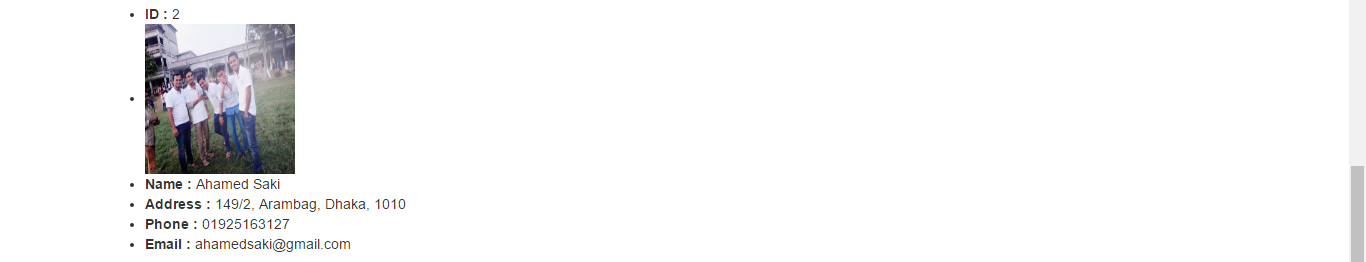 ID : 2
Name : Ahamed Saki
Address : 149/2, Arambag, Dhaka, 1010
Phone : 01925163127
Email : ahamedsaki@gmail.com